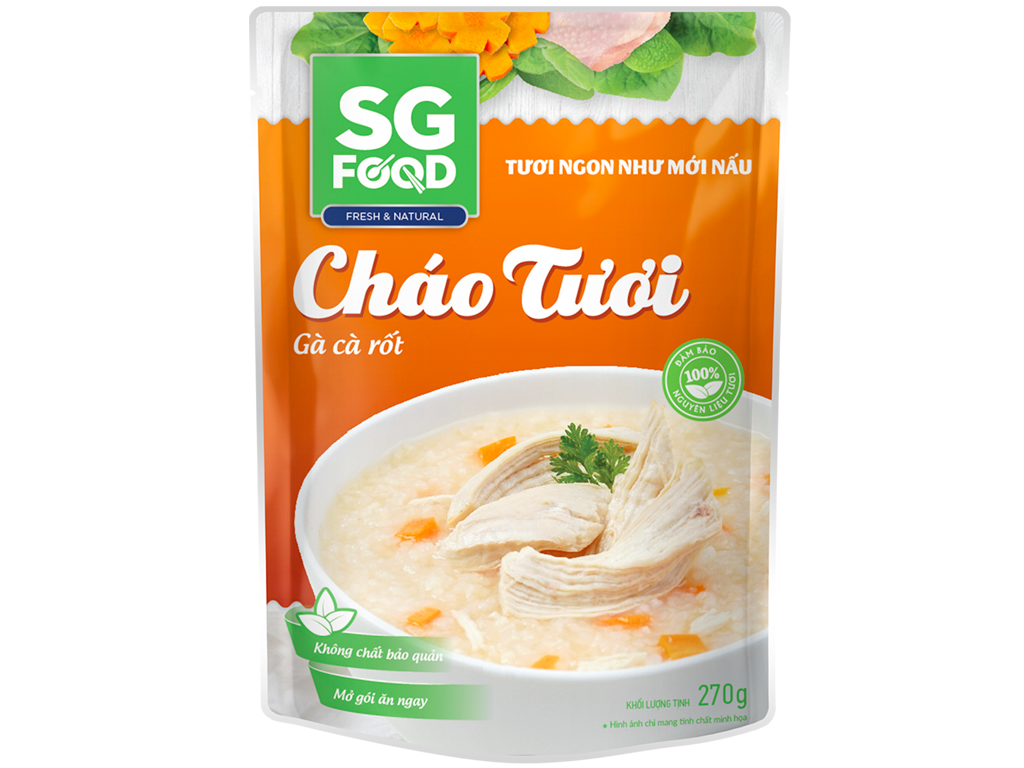 SG
FOOD
FRESH & NATURAL
TƯƠI NGON NHƯ MỚI NẤU
Cháo Tươi
Gà cà rốt
ĐẢM BẢO
100%
NGUYÊN LIỆU TƯƠI
Không chất bảo quản
Mở gói ăn ngay
KHỐI LƯỢNG TỊNH 270g
* Hình ảnh chỉ mang tính chất minh họa